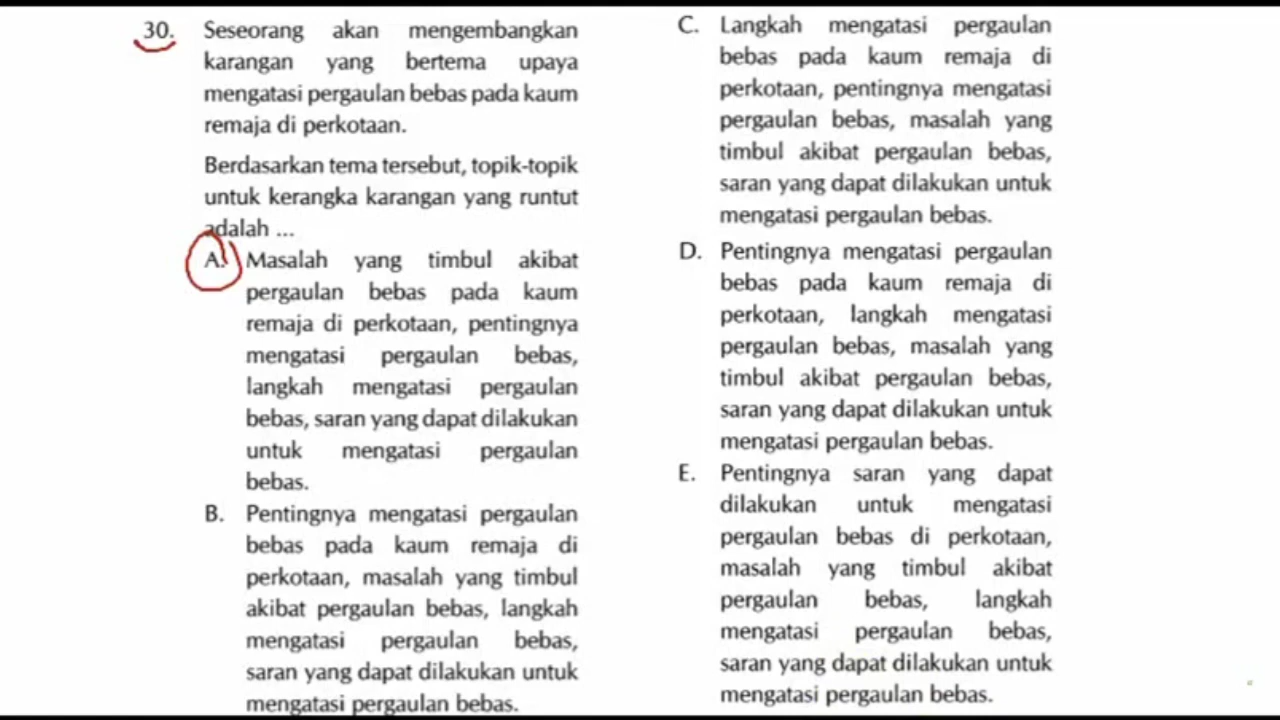 30. Seseorang akan mengembangkan
karangan yang bertema upaya
mengatasi pergaulan bebas pada kaum
remaja di perkotaan.
Berdasarkan tema tersebut, topik-topik
untuk kerangka karangan yang runtut
adalah ...
A. Masalah yang timbul akibat
pergaulan bebas pada kaum
remaja di perkotaan, pentingnya
mengatasi pergaulan bebas,
langkah mengatasi pergaulan
bebas, saran yang dapat dilakukan
untuk mengatasi pergaulan
bebas.
B. Pentingnya mengatasi pergaulan
bebas pada kaum remaja di
perkotaan, masalah yang timbul
akibat pergaulan bebas, langkah
mengatasi pergaulan bebas,
saran yang dapat dilakukan untuk
mengatasi pergaulan bebas.
C. Langkah mengatasi pergaulan
bebas pada kaum remaja di
perkotaan, pentingnya mengatasi
pergaulan bebas, masalah yang
timbul akibat pergaulan bebas,
saran yang dapat dilakukan untuk
mengatasi pergaulan bebas.
D. Pentingnya mengatasi pergaulan
bebas pada kaum remaja di
perkotaan, langkah mengatasi
pergaulan bebas, masalah yang
timbul akibat pergaulan bebas,
saran yang dapat dilakukan untuk
mengatasi pergaulan bebas.
E. Pentingnya saran yang dapat
dilakukan untuk mengatasi
pergaulan bebas di perkotaan,
masalah yang timbul akibat
pergaulan bebas, langkah
mengatasi pergaulan bebas,
saran yang dapat dilakukan untuk
mengatasi pergaulan bebas.